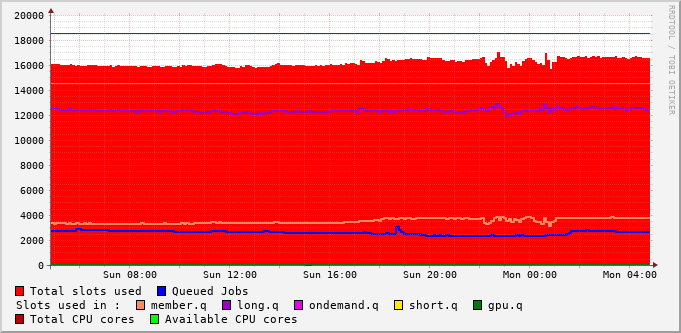 20000
18000
16000
14000
12000
10000
8000
6000
4000
2000
0
Sun 08:00 Sun 12:00 Sun 16:00 Sun 20:00 Mon 00:00 Mon 04:00
Total slots used Queued Jobs
Slots used in : member.q long.q ondemand.q short.q gpu.q
Total CPU cores Available CPU cores
RRDTOOL / TOBI OETIKER